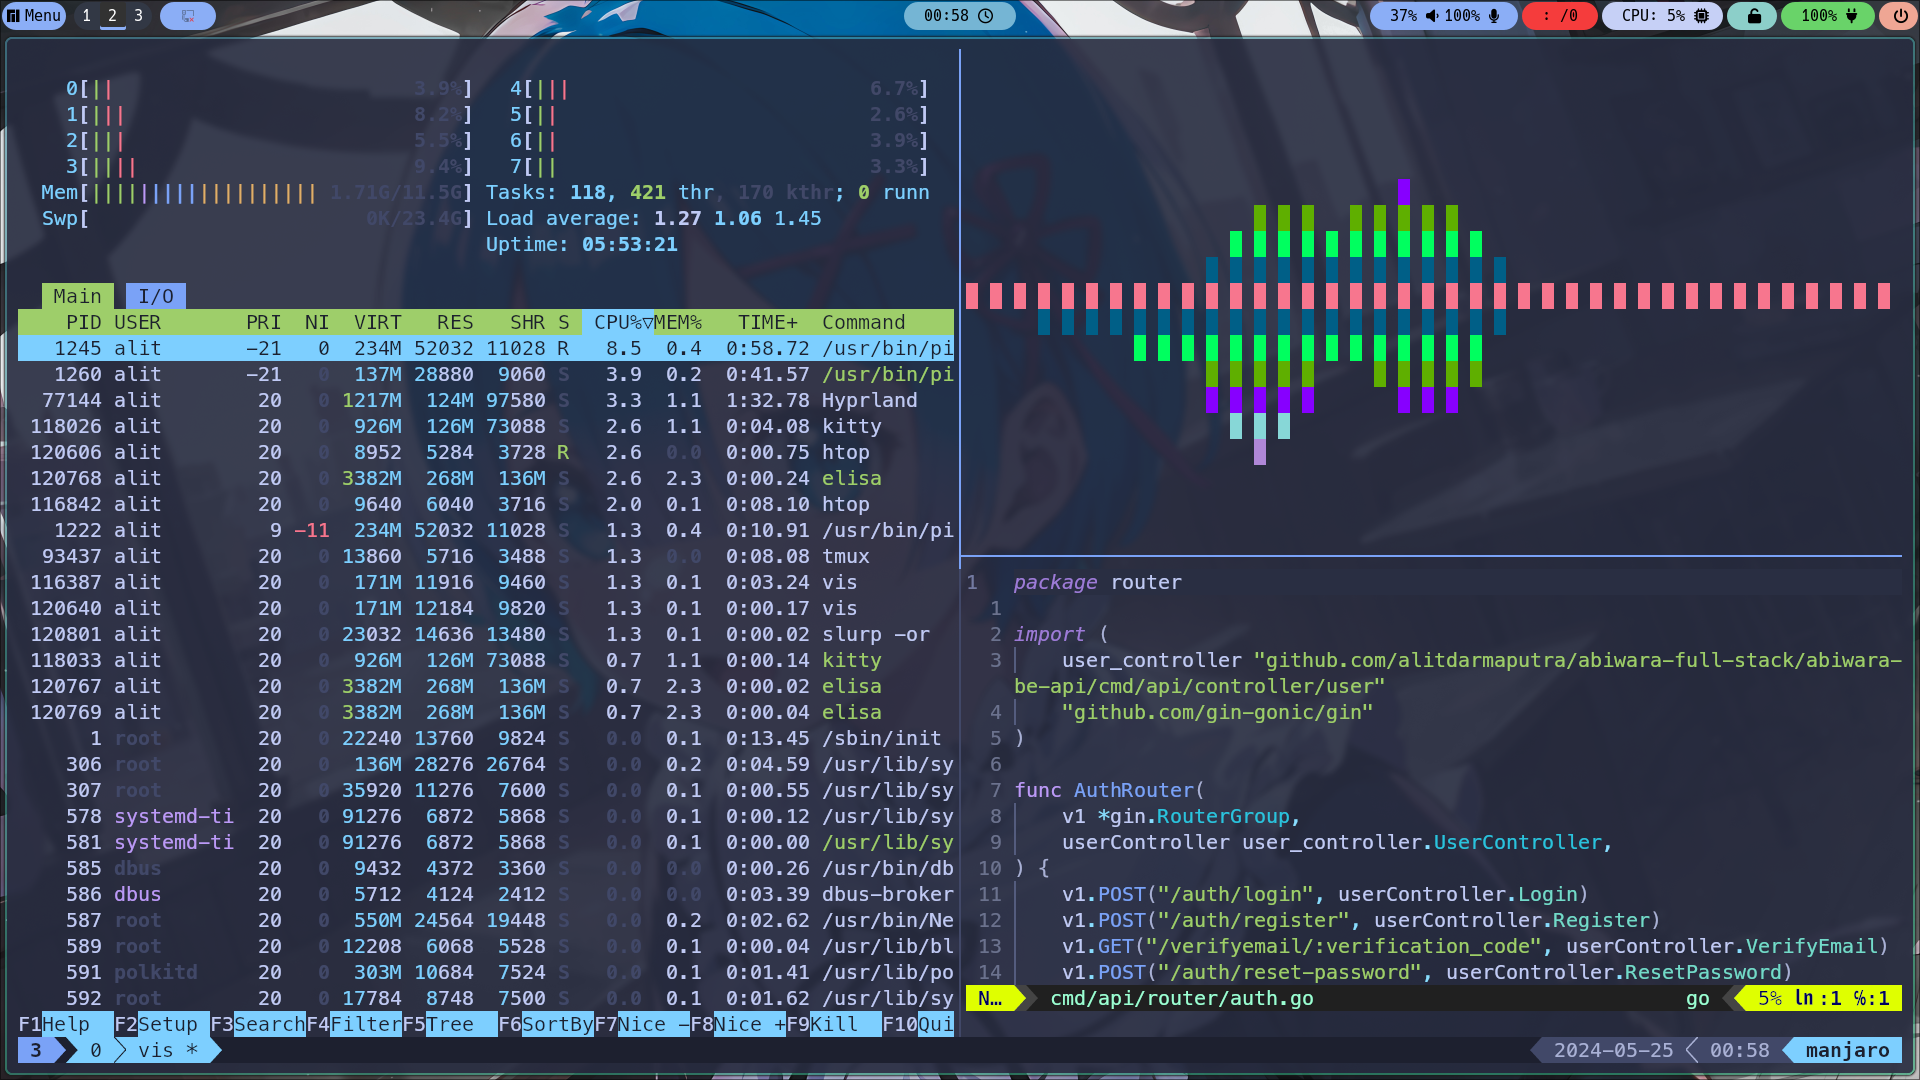 Menu 1 2 3 00:58 37% 100% : /0 CPU: 5% 100%
0[|| 3.9%] 4[||| 6.7%]
1[||| 8.2%] 5[|| 2.6%]
2[||| 5.5%] 6[|| 3.9%]
3[|||| 9.4%] 7[|| 3.3%]
Mem[||||||||||||||||||| 1.71G/11.5G] Tasks: 118, 421 thr, 170 kthr; 0 runn
Swp[ 0K/23.4G] Load average: 1.27 1.06 1.45
Uptime: 05:53:21
Main I/O
PID USER PRI NI VIRT RES SHR S CPU%▽MEM% TIME+ Command
1245 alit -21 0 234M 52032 11028 R 8.5 0.4 0:58.72 /usr/bin/pi
1260 alit -21 0 137M 28880 9060 S 3.9 0.2 0:41.57 /usr/bin/pi
77144 alit 20 0 1217M 124M 97580 S 3.3 1.1 1:32.78 Hyprland
118026 alit 20 0 926M 126M 73088 S 2.6 1.1 0:04.08 kitty
120606 alit 20 0 8952 5284 3728 R 2.6 0.0 0:00.75 htop
120768 alit 20 0 3382M 268M 136M S 2.6 2.3 0:00.24 elisa
116842 alit 20 0 9640 6040 3716 S 2.0 0.1 0:08.10 htop
1222 alit 9 -11 234M 52032 11028 S 1.3 0.4 0:10.91 /usr/bin/pi
93437 alit 20 0 13860 5716 3488 S 1.3 0.0 0:08.08 tmux
116387 alit 20 0 171M 11916 9460 S 1.3 0.1 0:03.24 vis
120640 alit 20 0 171M 12184 9820 S 1.3 0.1 0:00.17 vis
120801 alit 20 0 23032 14636 13480 S 1.3 0.1 0:00.02 slurp -or
118033 alit 20 0 926M 126M 73088 S 0.7 1.1 0:00.14 kitty
120767 alit 20 0 3382M 268M 136M S 0.7 2.3 0:00.02 elisa
120769 alit 20 0 3382M 268M 136M S 0.7 2.3 0:00.04 elisa
1 root 20 0 22240 13760 9824 S 0.0 0.1 0:13.45 /sbin/init
306 root 20 0 136M 28276 26764 S 0.0 0.2 0:04.59 /usr/lib/sy
307 root 20 0 35920 11276 7600 S 0.0 0.1 0:00.55 /usr/lib/sy
578 systemd-ti 20 0 91276 6872 5868 S 0.0 0.1 0:00.12 /usr/lib/sy
581 systemd-ti 20 0 91276 6872 5868 S 0.0 0.1 0:00.00 /usr/lib/sy
585 dbus 20 0 9432 4372 3360 S 0.0 0.0 0:00.26 /usr/bin/db
586 dbus 20 0 5712 4124 2412 S 0.0 0.0 0:03.39 dbus-broker
587 root 20 0 550M 24564 19448 S 0.0 0.2 0:02.62 /usr/bin/Ne
589 root 20 0 12208 6068 5528 S 0.0 0.1 0:00.04 /usr/lib/bl
591 polkitd 20 0 303M 10684 7524 S 0.0 0.1 0:01.41 /usr/lib/po
592 root 20 0 17784 8748 7500 S 0.0 0.1 0:01.62 /usr/lib/sy
F1Help F2Setup F3SearchF4FilterF5Tree F6SortByF7Nice -F8Nice +F9Kill F10Qui
1 package router
1
2 import (
3 user_controller "github.com/alitdarmaputra/abiwara-full-stack/abiwara-
be-api/cmd/api/controller/user"
4 "github.com/gin-gonic/gin"
5 )
6
7 func AuthRouter(
8 v1 *gin.RouterGroup,
9 userController user_controller.UserController,
10 ) {
11 v1.POST("/auth/login", userController.Login)
12 v1.POST("/auth/register", userController.Register)
13 v1.GET("/verifyemail/:verification_code", userController.VerifyEmail)
14 v1.POST("/auth/reset-password", userController.ResetPassword)
N… cmd/api/router/auth.go go 5% ln:1 ℅:1
3 0 vis * 2024-05-25 00:58 manjaro